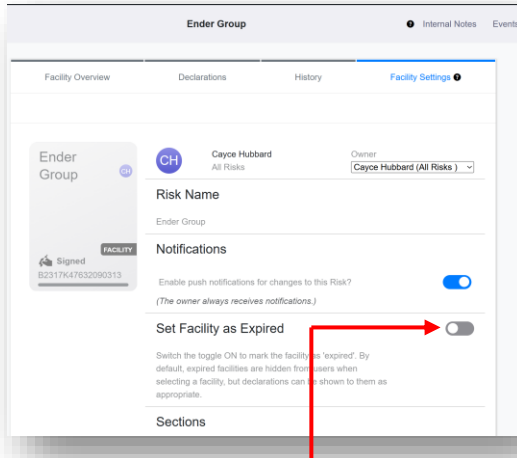 Ender Group
Internal Notes
Events
Facility Overview
Declarations
History
Facility Settings
Ender
Group
CH
FACILITY
Signed
B2317K47632090313
CH
Cayce Hubbard
All Risks
Owner
Cayce Hubbard (All Risks )
Risk Name
Ender Group
Notifications
Enable push notifications for changes to this Risk?
(The owner always receives notifications.)
Set Facility as Expired
Switch the toggle ON to mark the facility as 'expired'. By
default, expired facilities are hidden from users when
selecting a facility, but declarations can be shown to them as
appropriate.
Sections